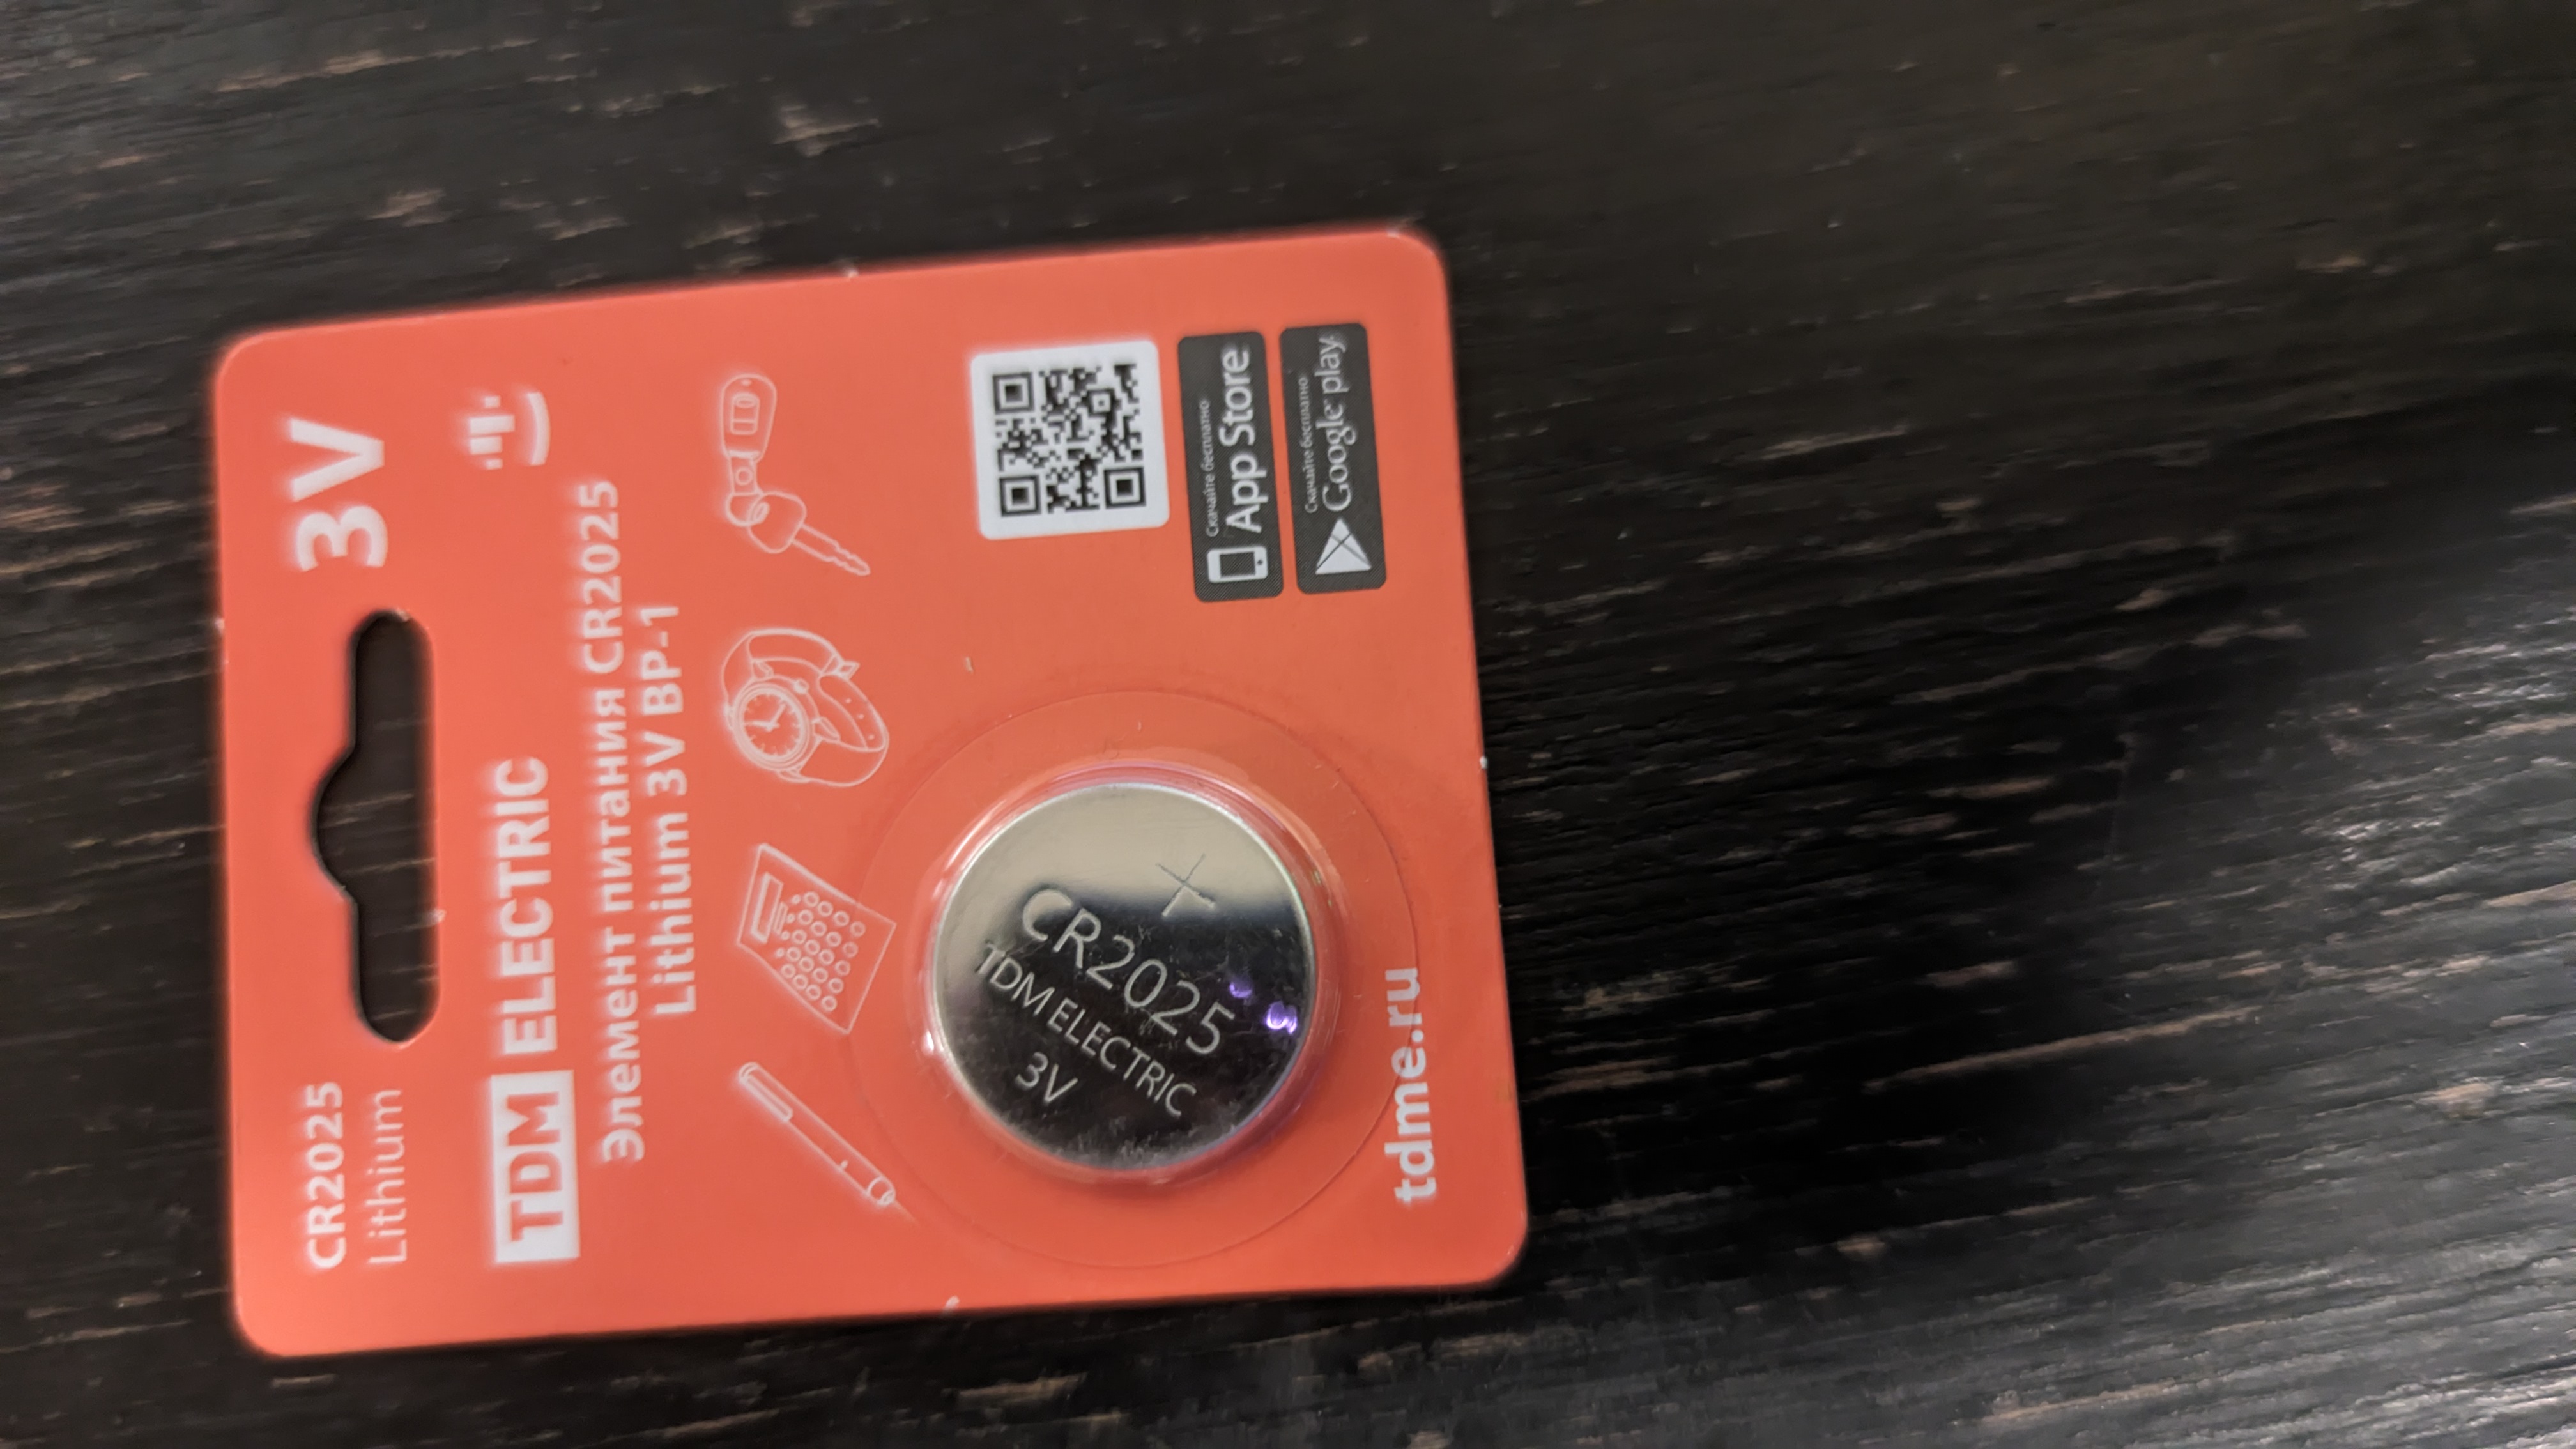 CR2025
Lithium
3V
TDM ELECTRIC
Элемент питания CR2025
Lithium 3V BP-1
Скачайте бесплатно
App Store
Скачайте бесплатно
Google play
CR2025
TDM ELECTRIC
3V
+
tdme.ru